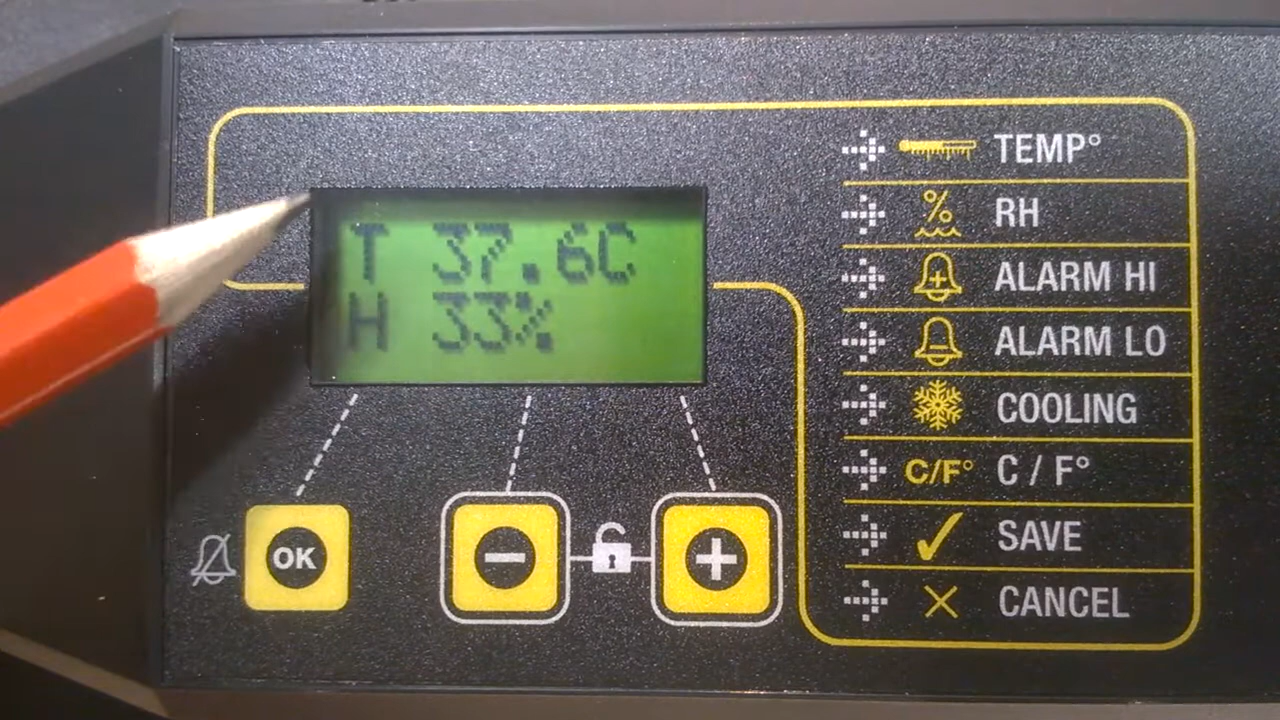 T 37.6C
H 33%
OK
- +
TEMP°
% RH
ALARM HI
ALARM LO
COOLING
C/F° C / F°
SAVE
CANCEL